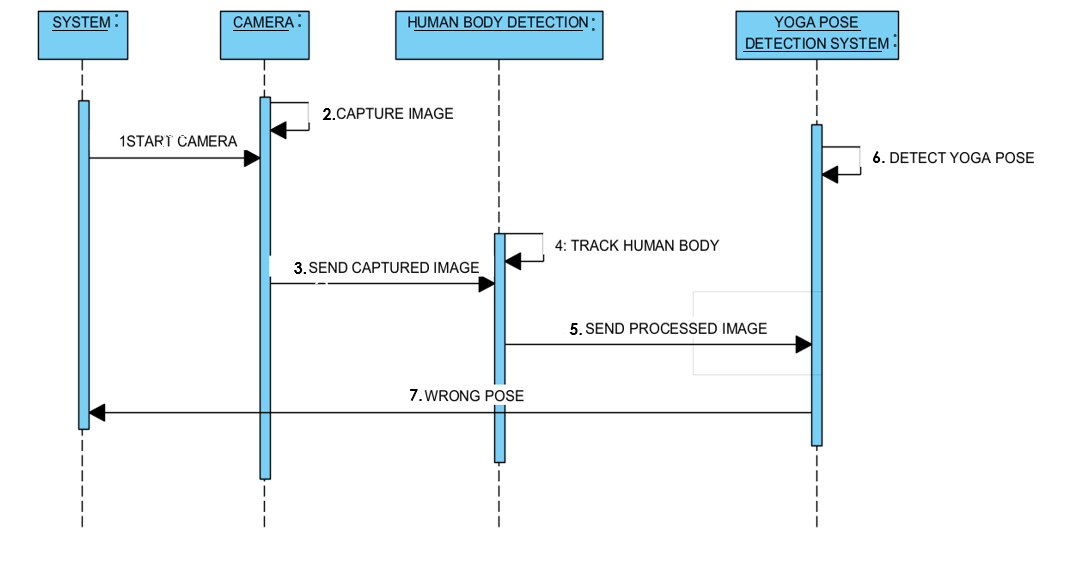 SYSTEM :
CAMERA :
HUMAN BODY DETECTION :
YOGA POSE
DETECTION SYSTEM :
2.CAPTURE IMAGE
1START CAMERA
6. DETECT YOGA POSE
4: TRACK HUMAN BODY
3.SEND CAPTURED IMAGE
5.SEND PROCESSED IMAGE
7.WRONG POSE